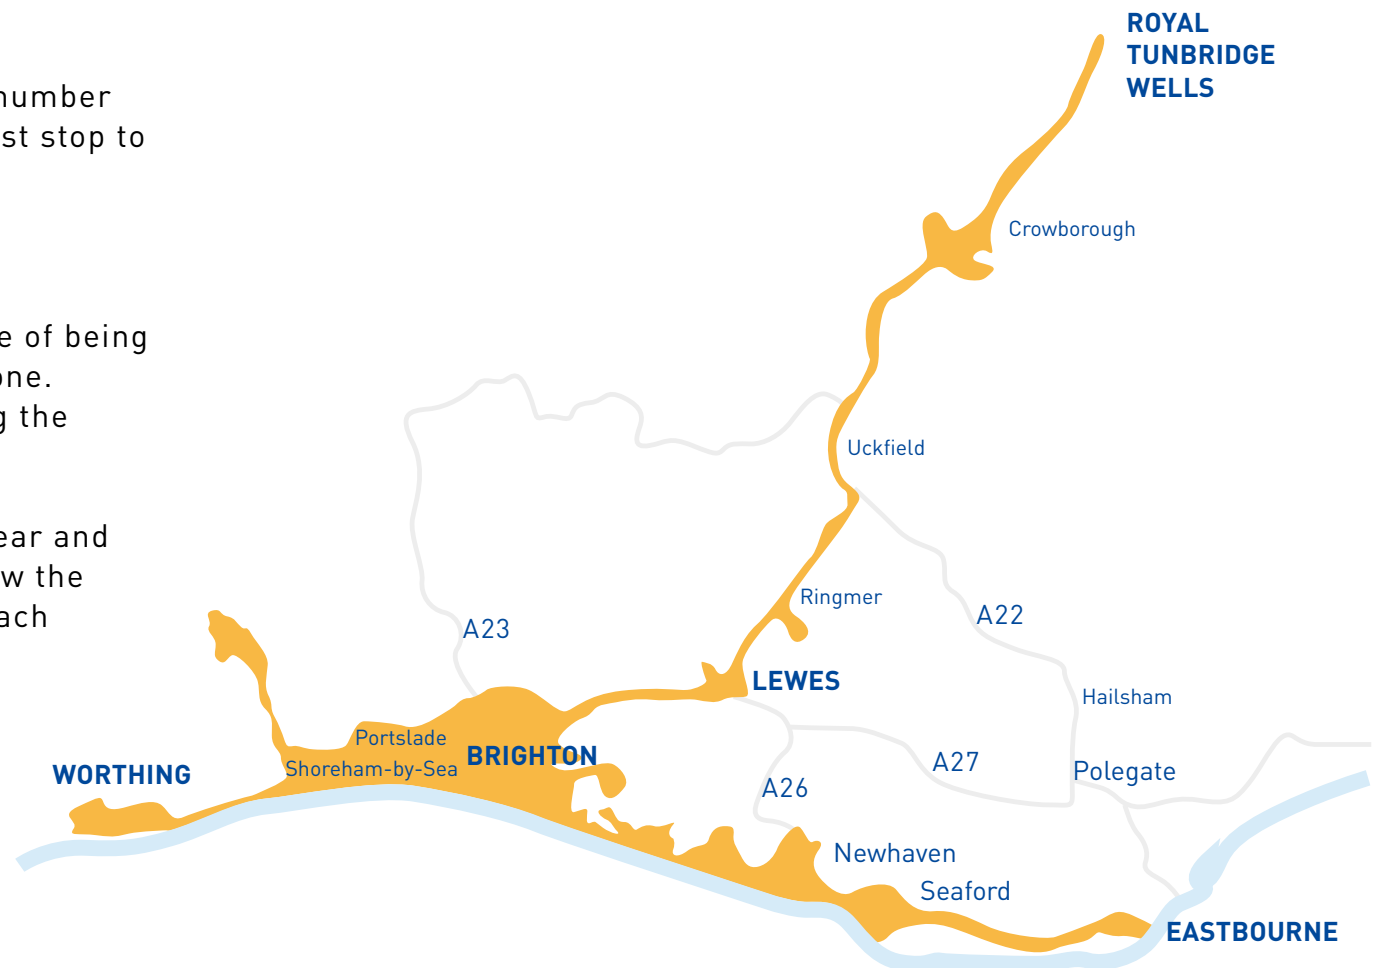 number
st stop to
e of being
one.
g the
ear and
w the
ach
ROYAL
TUNBRIDGE
WELLS
Crowborough
Uckfield
Ringmer
A22
A23
LEWES
Hailsham
Portslade
BRIGHTON
Shoreham-by-Sea
WORTHING
A27
Polegate
A26
Newhaven
Seaford
EASTBOURNE